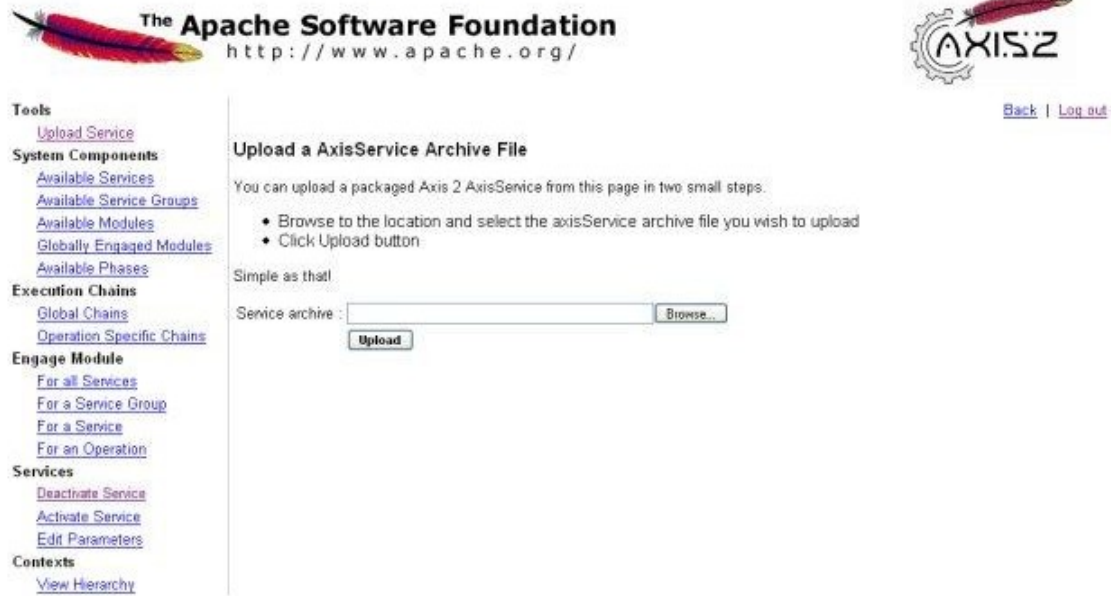 The Apache Software Foundation
http://www.apache.org/
AXIS2
Back | Log out
Tools
Upload Service
System Components
Available Services
Available Service Groups
Available Modules
Globally Engaged Modules
Available Phases
Execution Chains
Global Chains
Operation Specific Chains
Engage Module
For all Services
For a Service Group
For a Service
For an Operation
Services
Deactivate Service
Activate Service
Edit Parameters
Contexts
View Hierarchy
Upload a AxisService Archive File
You can upload a packaged Axis 2 AxisService from this page in two small steps.
• Browse to the location and select the axisService archive file you wish to upload
• Click Upload button
Simple as that!
Service archive : Browse...
Upload